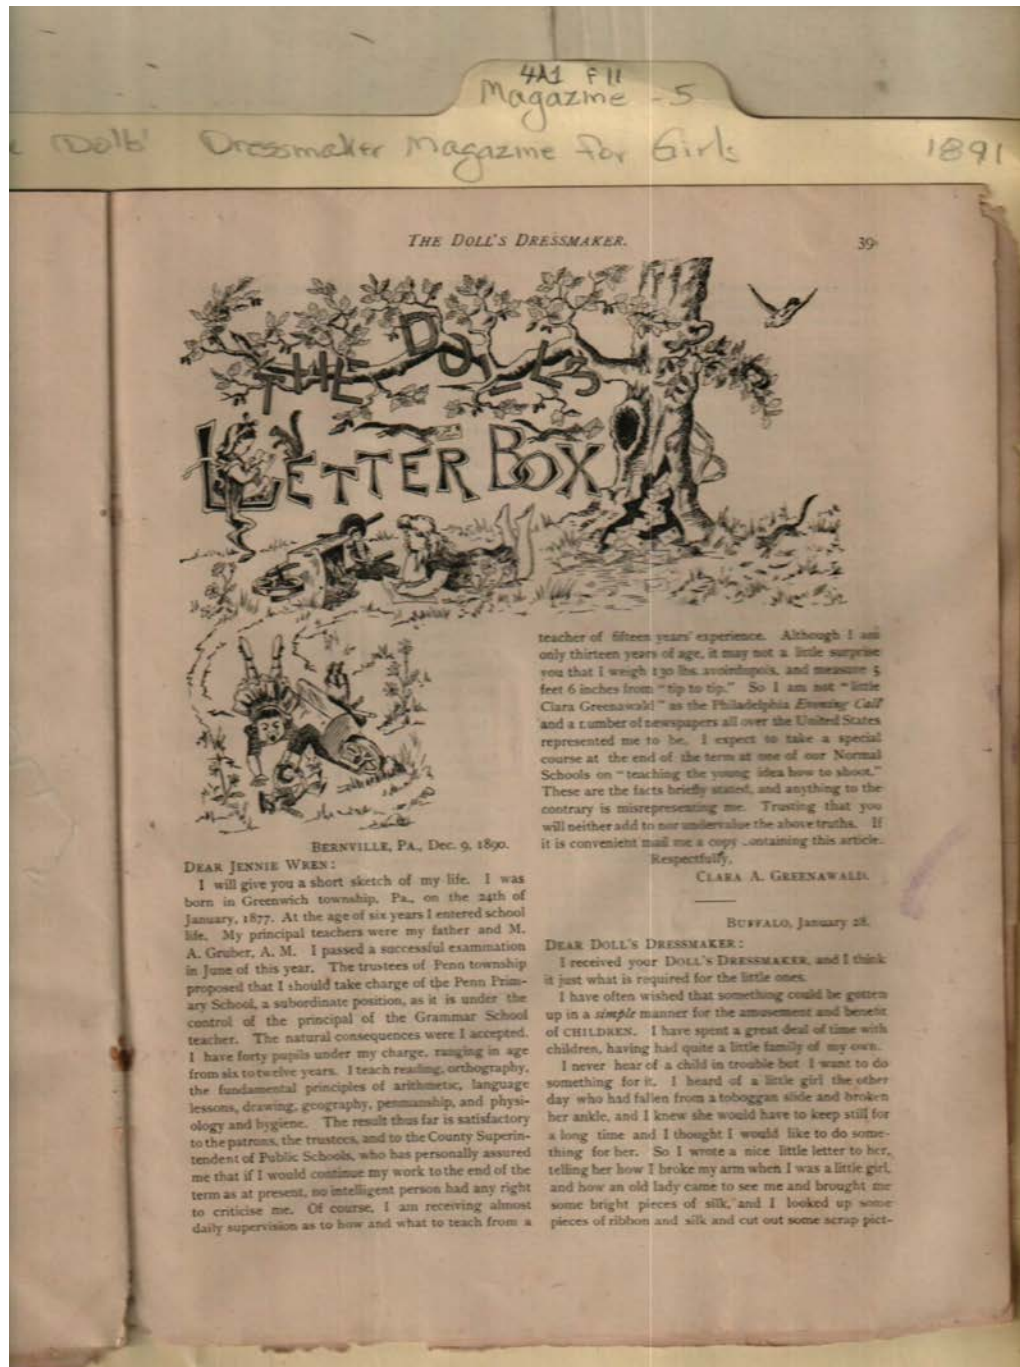 4A1 F11
Magazine - 5
Dolls' Dressmaker Magazine for Girls 1891
THE DOLL'S DRESSMAKER.
39
THE DOLLS
LETTER BOX
BERNVILLE, PA., Dec. 9, 1890.
DEAR JENNIE WREN:
I will give you a short sketch of my life. I was
born in Greenwich township, Pa., on the 24th of
January, 1877. At the age of six years I entered school
life. My principal teachers were my father and M.
A. Gruber, A. M. I passed a successful examnation
in June of this year. The trustees of Penn township
proposed that I should take charge of the Penn Prim-
ary School, a subordinate position, as it is under the
control of the principal of the Grammar School
teacher. The natural consequences were I accepted.
I have forty pupils under my charge, ranging in age
from six to twelve years. I teach reading, orthography,
the fundamental principles of arithmetic, language
lessons, drawing, geography, penmanship, and physi-
ology and hygiene. The result thus far is satisfactory
to the patrons, the trustees, and to the County Superin-
tendent of Public Schools, who has personally assured
me that if I would continue my work to the end of the
term as at present, no intelligent person had any right
to criticise me. Of course, I am receiving almost
daily supervision as to how and what to teach from a
teacher of fifteen years' experience. Although I am
only thirteen years of age, it may not a little surprise
you that I weigh 130 lbs. avoirdupois, and measure 5
feet 6 inches from "tip to tip." So I am not "little
Clara Greenawald" as the Philadelphia Evening Call
and a number of newspapers all over the United States
represented me to be. I expect to take a special
course at the end of the term at one of our Normal
Schools on "teaching the young idea how to shoot."
These are the facts briefly stated, and anything to the
contrary is misrepresenting me. Trusting that you
will neither add to nor undervalue the above truths. If
it is convenient mail me a copy containing this article.
Respectfully,
CLARA A. GREENAWALD.
BUFFALO, January 28.
DEAR DOLL'S DRESSMAKER:
I received your DOLL'S DRESSMAKER, and I think
it just what is required for the little ones.
I have often wished that something could be gotten
up in a simple manner for the amusement and benefit
of CHILDREN. I have spent a great deal of time with
children, having had quite a little family of my own.
I never hear of a child in trouble but I want to do
something for it. I heard of a little girl the other
day who had fallen from a toboggan slide and broken
her ankle, and I knew she would have to keep still for
a long time and I thought I would like to do some-
thing for her. So I wrote a nice little letter to her,
telling her how I broke my arm when I was a little girl,
and how an old lady came to see me and brought me
some bright pieces of silk, and I looked up some
pieces of ribbon and silk and cut out some scrap pict-